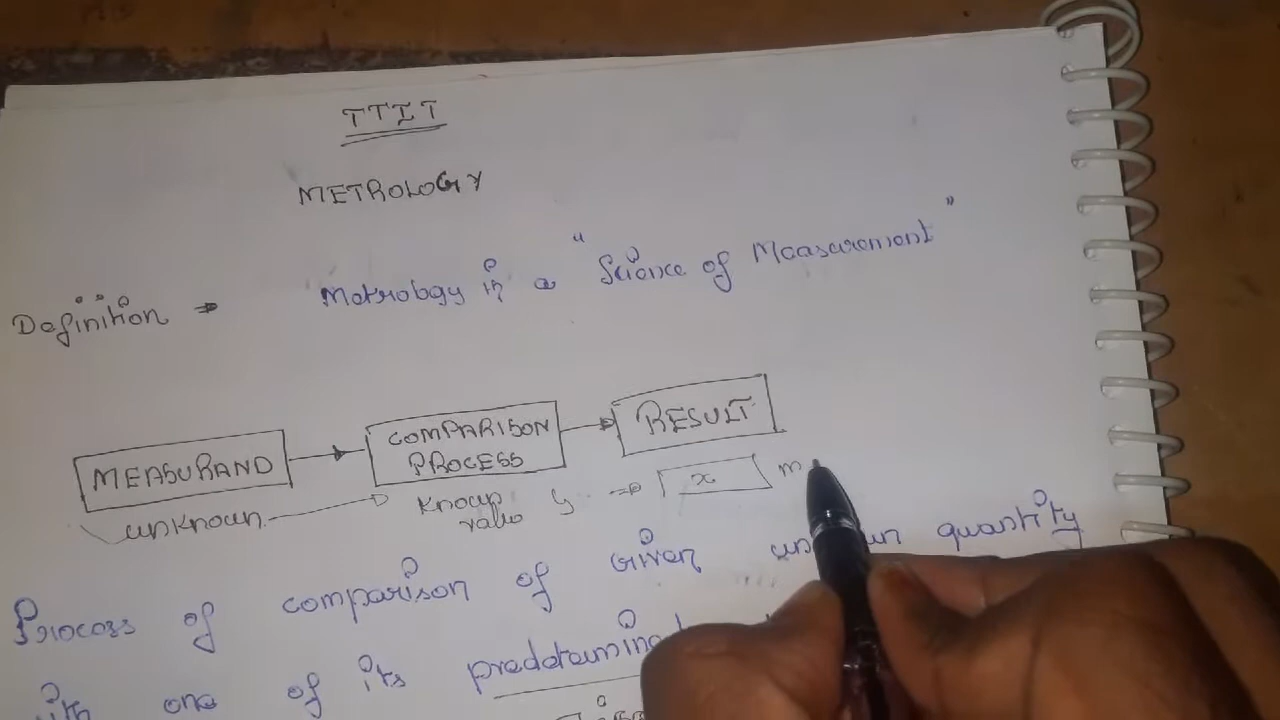 TTIT
METROLOGY
Definition → Metrology is a "Science of Measurement"
MEASURAND → COMPARISON PROCESS → RESULT
unknown → Known value ⇒ x m
Process of comparison of Given quantity
with one of its predetermined